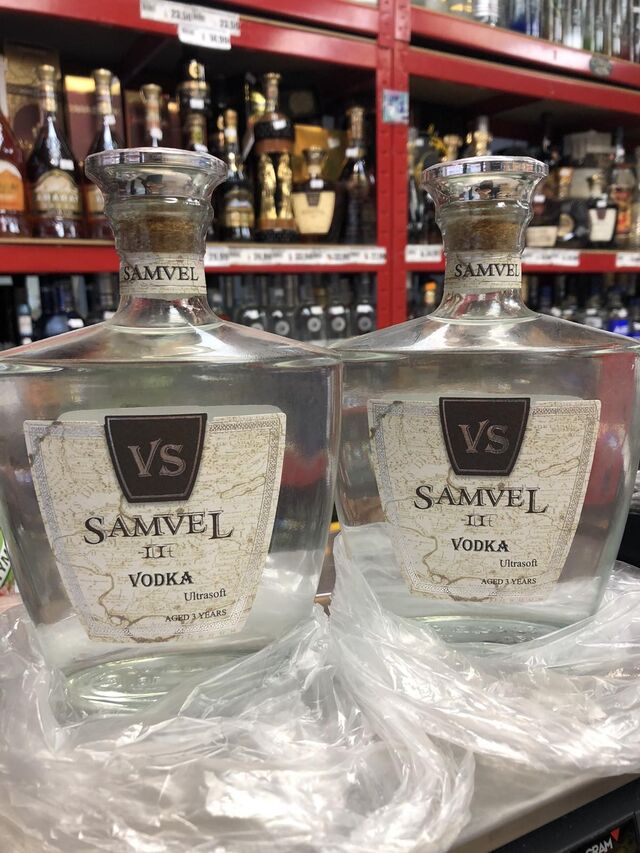 SAMVEL
VS
SAMVEL
II
VODKA
Ultrasoft
AGED 3 YEARS
SAMVEL
VS
SAMVEL
II
VODKA
Ultrasoft
AGED 3 YEARS